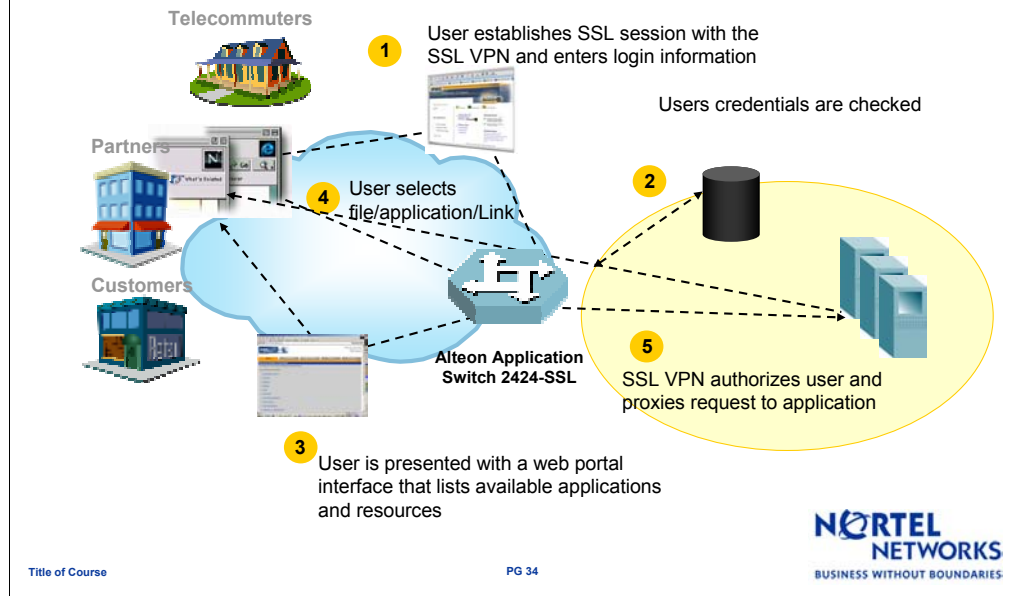 Telecommuters
1
User establishes SSL session with the
SSL VPN and enters login information
Users credentials are checked
Partners
N
What's Related
2
4
User selects
file/application/Link
Customers
Alteon Application
Switch 2424-SSL
5
SSL VPN authorizes user and
proxies request to application
3
User is presented with a web portal
interface that lists available applications
and resources
NORTEL
NETWORKS
BUSINESS WITHOUT BOUNDARIES
Title of Course
PG 34